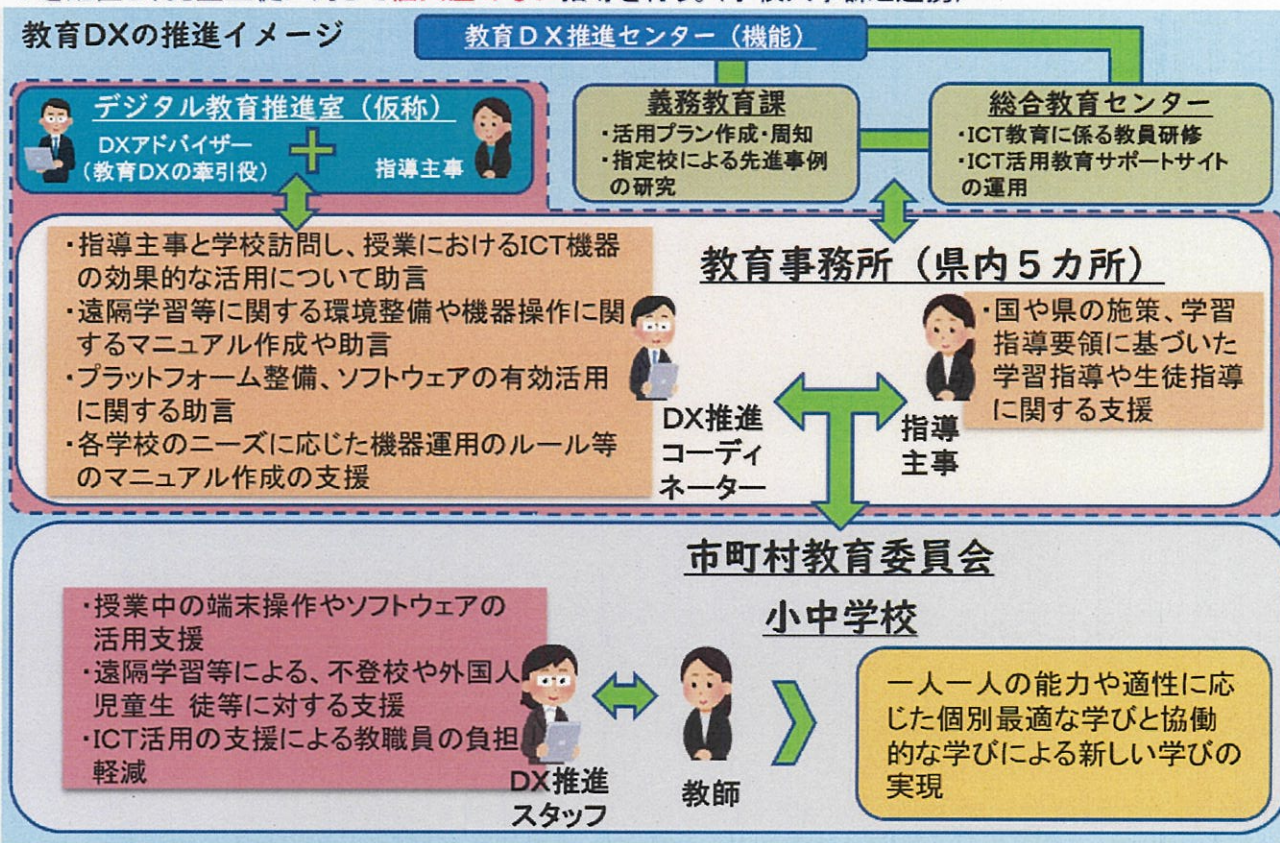 教育DXの推進イメージ
教育DX推進センター（機能）
デジタル教育推進室（仮称）
DXアドバイザー
（教育DXの牽引役）
＋
指導主事
義務教育課
・活用プラン作成・周知
・指定校による先進事例
の研究
総合教育センター
・ICT教育に係る教員研修
・ICT活用教育サポートサイト
の運用
教育事務所（県内５カ所）
・指導主事と学校訪問し、授業におけるICT機器
の効果的な活用について助言
・遠隔学習等に関する環境整備や機器操作に関
するマニュアル作成や助言
・プラットフォーム整備、ソフトウェアの有効活用
に関する助言
・各学校のニーズに応じた機器運用のルール等
のマニュアル作成の支援
DX推進
コーディ
ネーター
指導
主事
・国や県の施策、学習
指導要領に基づいた
学習指導や生徒指導
に関する支援
市町村教育委員会
小中学校
・授業中の端末操作やソフトウェアの
活用支援
・遠隔学習等による、不登校や外国人
児童生 徒等に対する支援
・ICT活用の支援による教職員の負担
軽減
DX推進
スタッフ
教師
一人一人の能力や適性に応
じた個別最適な学びと協働
的な学びによる新しい学びの
実現